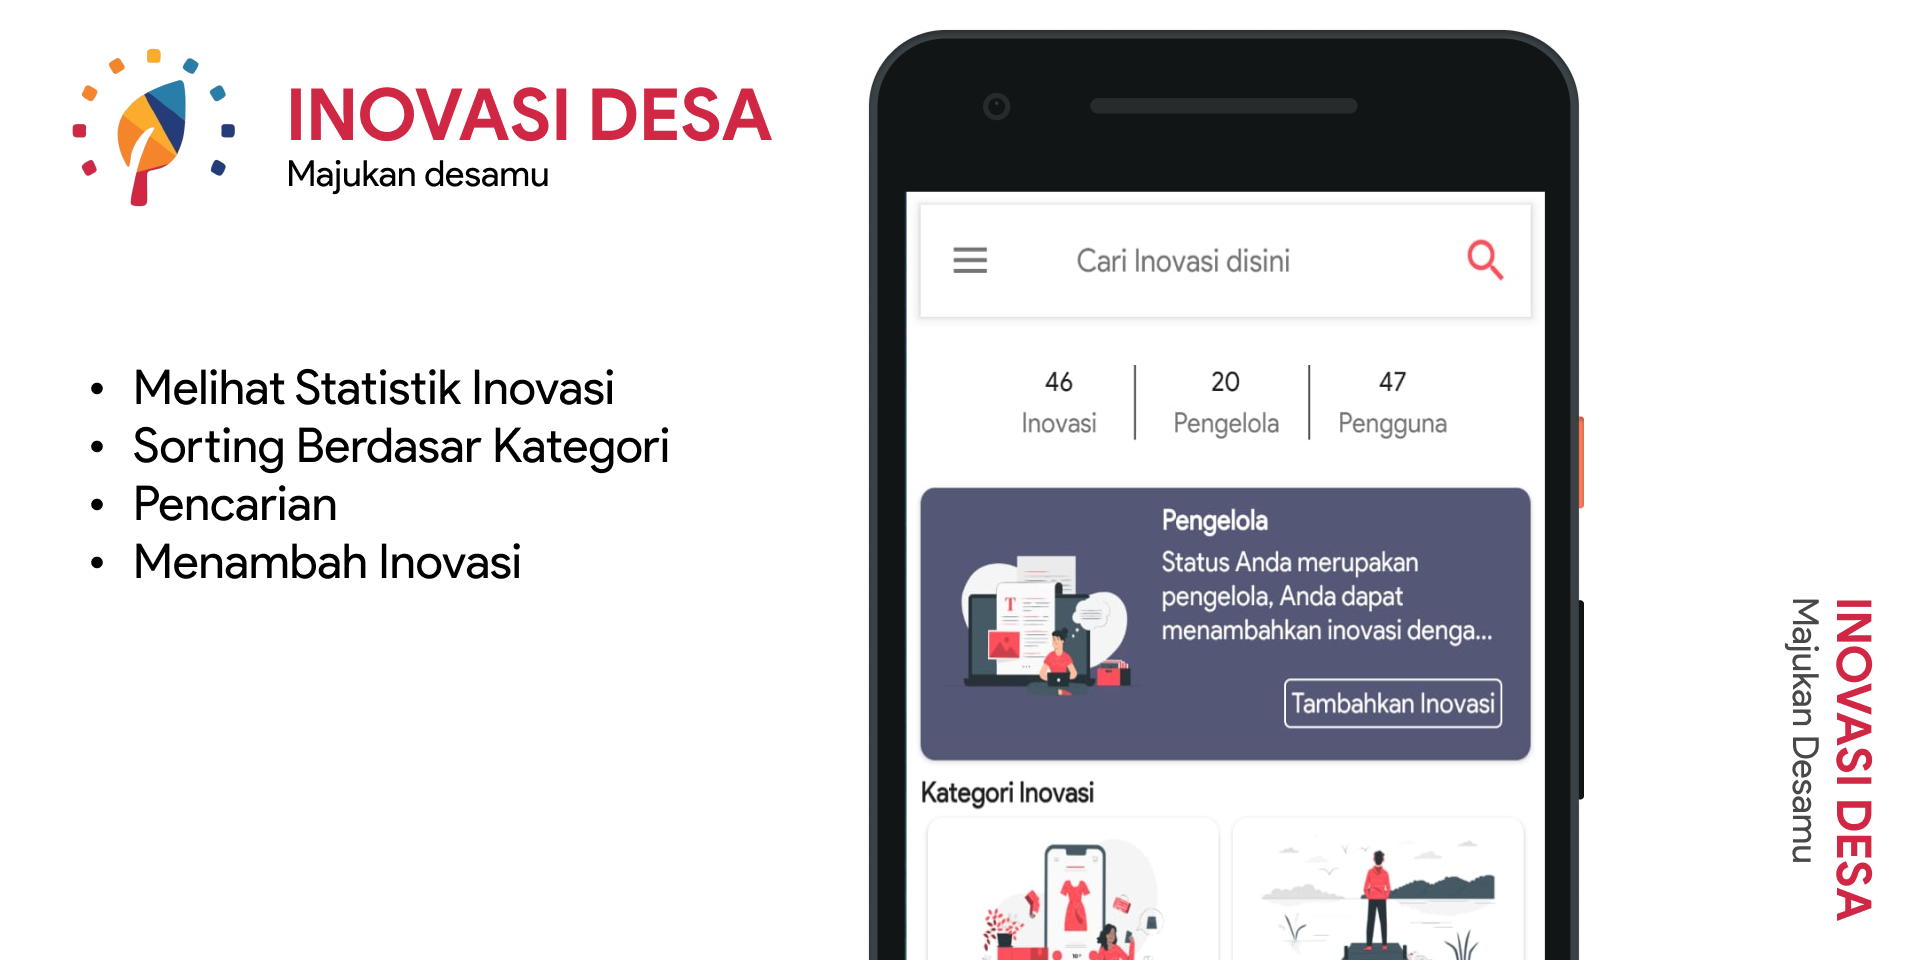 INOVASI DESA
Majukan desamu
• Melihat Statistik Inovasi
• Sorting Berdasar Kategori
• Pencarian
• Menambah Inovasi
Cari Inovasi disini
46
Inovasi
20
Pengelola
47
Pengguna
Pengelola
Status Anda merupakan
pengelola, Anda dapat
menambahkan inovasi denga...
T
Tambahkan Inovasi
Kategori Inovasi
INOVASI DESA
Majukan Desamu